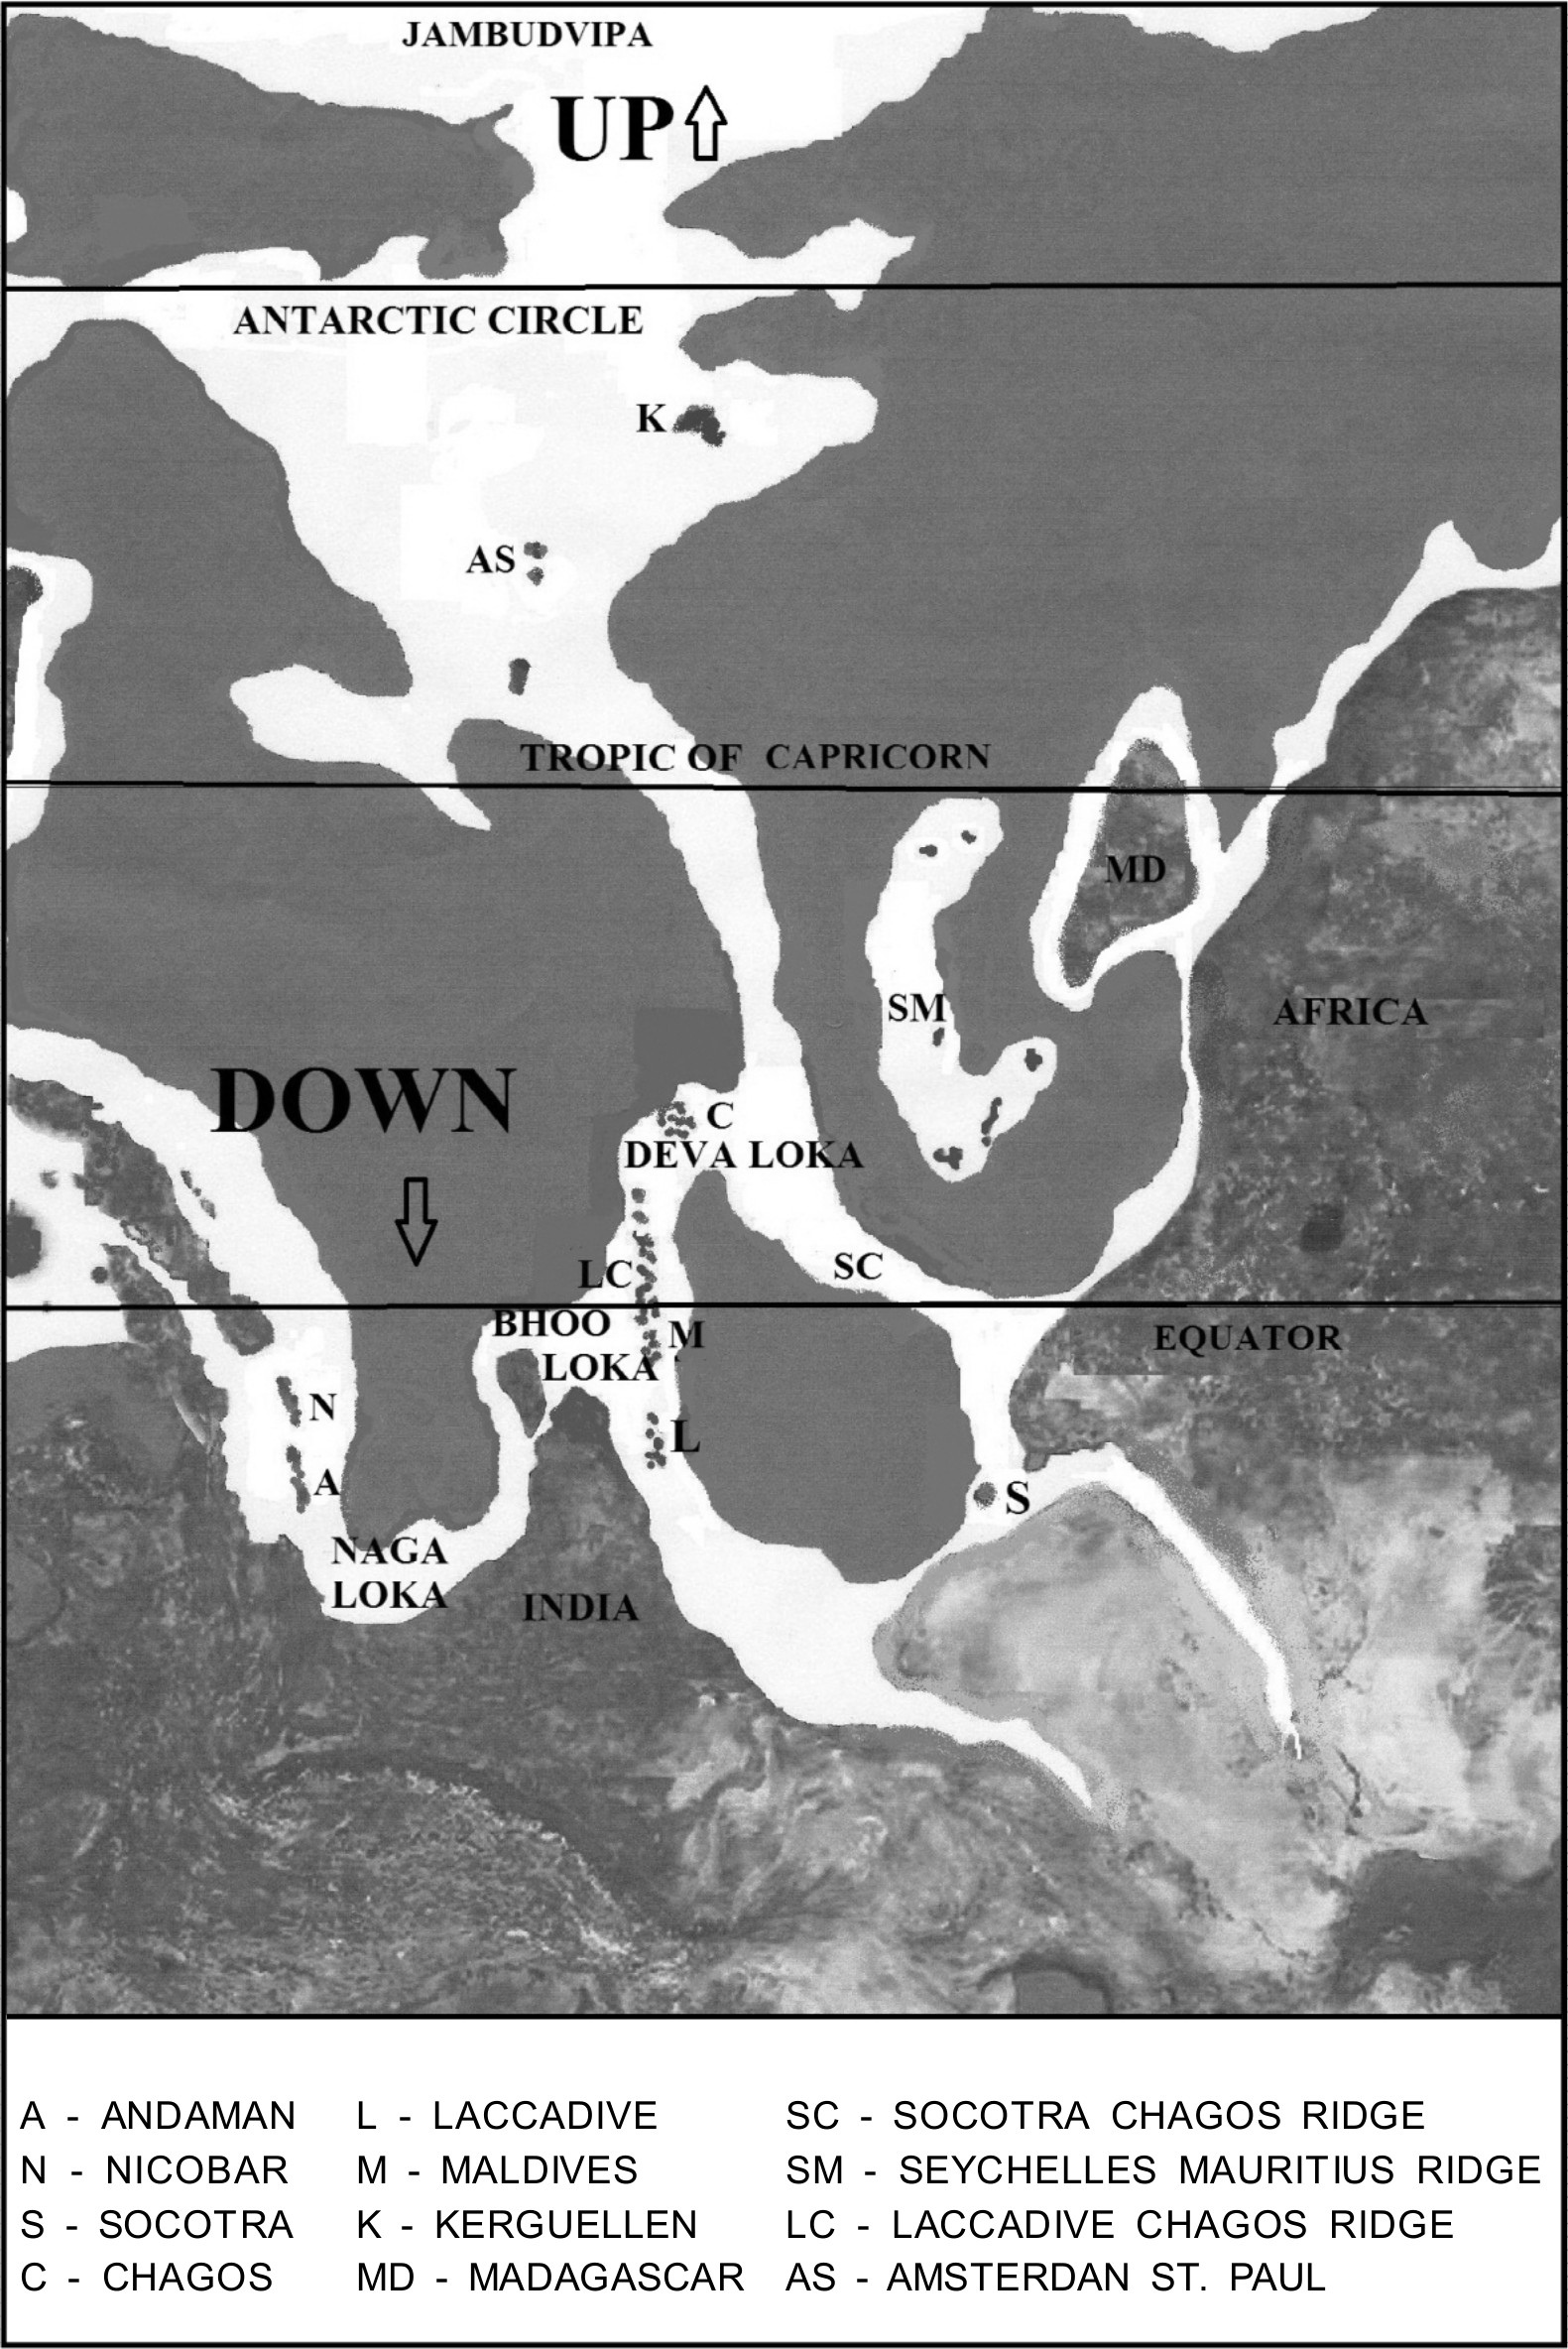 JAMBUDVIPA
UP
ANTARCTIC CIRCLE
K
AS
TROPIC OF CAPRICORN
MD
SM
AFRICA
DOWN
C
DEVA LOKA
SC
LC
BHOO
LOKA
M
EQUATOR
N
L
A
S
NAGA
LOKA
INDIA
A - ANDAMAN L - LACCADIVE SC - SOCOTRA CHAGOS RIDGE
N - NICOBAR M - MALDIVES SM - SEYCHELLES MAURITIUS RIDGE
S - SOCOTRA K - KERGUELLEN LC - LACCADIVE CHAGOS RIDGE
C - CHAGOS MD - MADAGASCAR AS - AMSTERDAN ST. PAUL